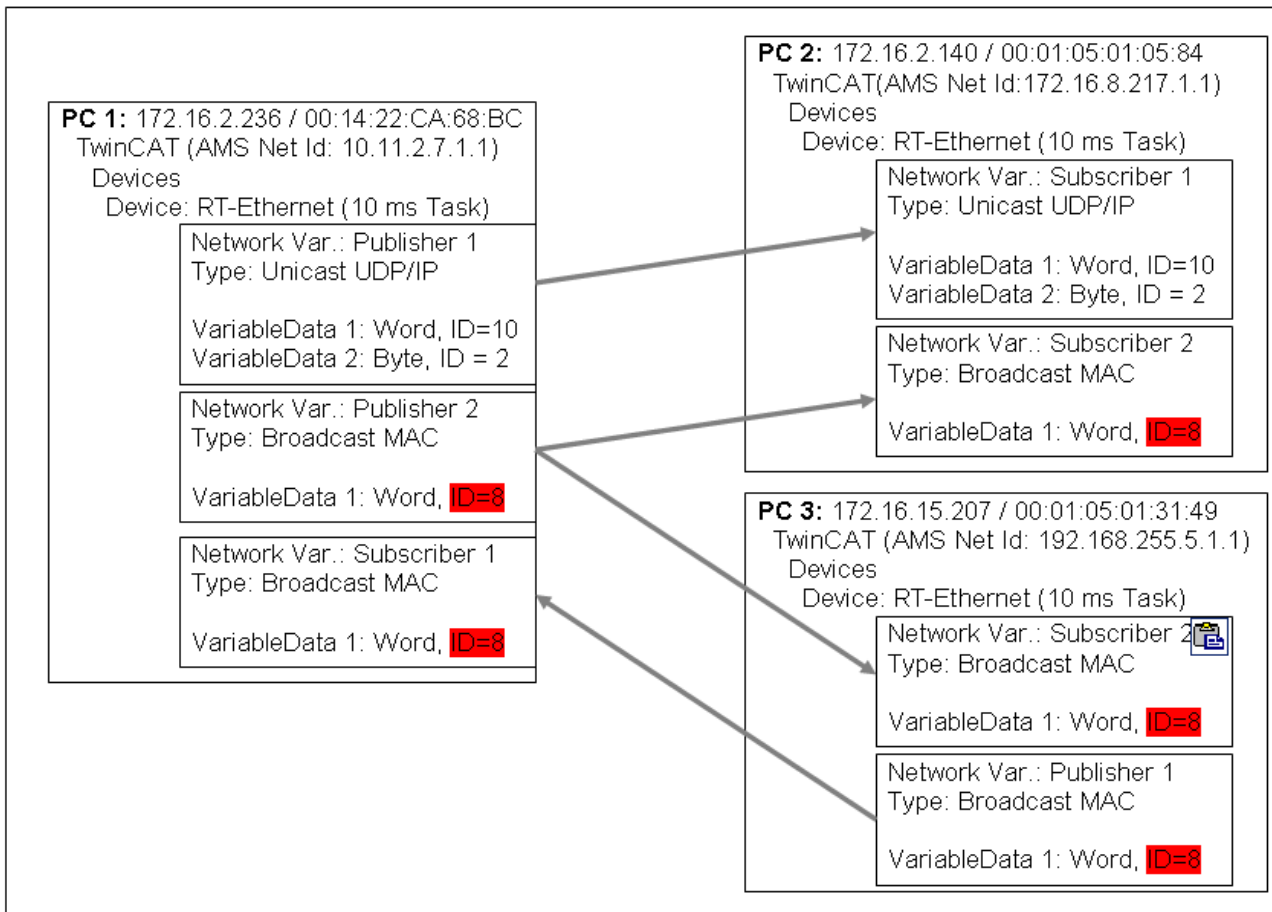 PC 1: 172.16.2.236 / 00:14:22:CA:68:BC
TwinCAT (AMS Net Id: 10.11.2.7.1.1)
Devices
Device: RT-Ethernet (10 ms Task)
Network Var.: Publisher 1
Type: Unicast UDP/IP
VariableData 1: Word, ID=10
VariableData 2: Byte, ID = 2
Network Var.: Publisher 2
Type: Broadcast MAC
VariableData 1: Word, ID=8
Network Var.: Subscriber 1
Type: Broadcast MAC
VariableData 1: Word, ID=8
PC 2: 172.16.2.140 / 00:01:05:01:05:84
TwinCAT(AMS Net Id:172.16.8.217.1.1)
Devices
Device: RT-Ethernet (10 ms Task)
Network Var.: Subscriber 1
Type: Unicast UDP/IP
VariableData 1: Word, ID=10
VariableData 2: Byte, ID = 2
Network Var.: Subscriber 2
Type: Broadcast MAC
VariableData 1: Word, ID=8
PC 3: 172.16.15.207 / 00:01:05:01:31:49
TwinCAT (AMS Net Id: 192.168.255.5.1.1)
Devices
Device: RT-Ethernet (10 ms Task)
Network Var.: Subscriber 2
Type: Broadcast MAC
VariableData 1: Word, ID=8
Network Var.: Publisher 1
Type: Broadcast MAC
VariableData 1: Word, ID=8